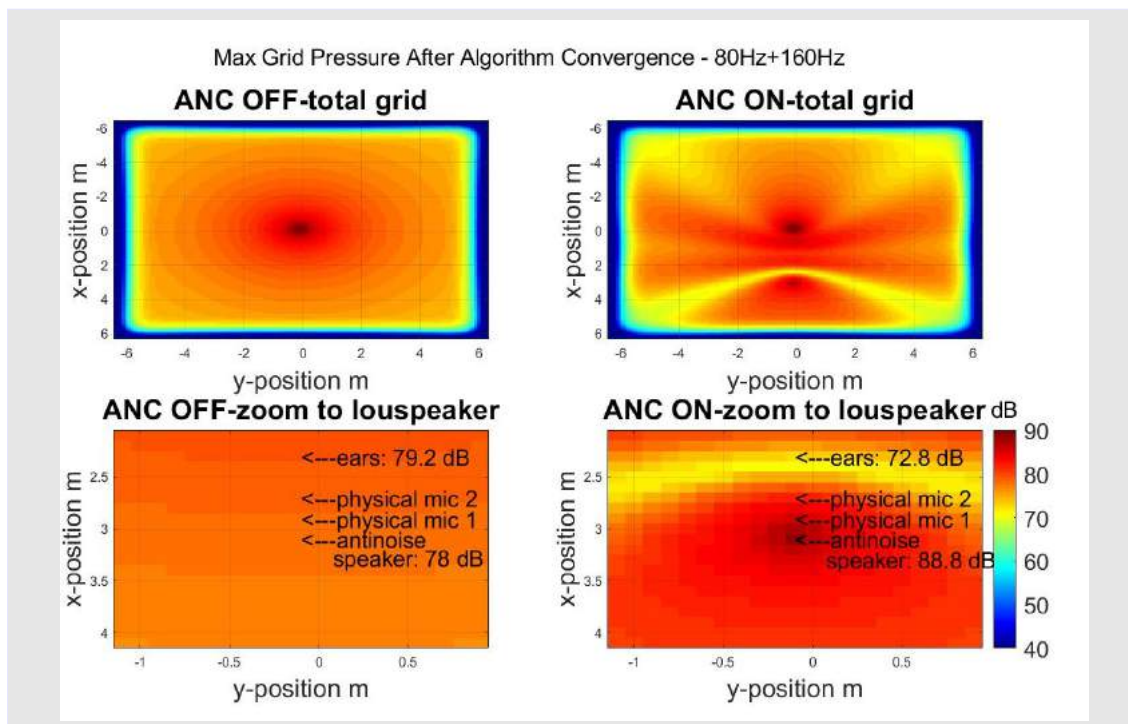 Max Grid Pressure After Algorithm Convergence - 80Hz+160Hz
ANC OFF-total grid
-6
-4
-2
0
2
4
6
x-position m
-6 -4 -2 0 2 4 6
y-position m
ANC ON-total grid
-6
-4
-2
0
2
4
6
x-position m
-6 -4 -2 0 2 4 6
y-position m
ANC OFF-zoom to louspeaker
2.5
3
3.5
4
x-position m
<---ears: 79.2 dB
<---physical mic 2
<---physical mic 1
<---antinoise
speaker: 78 dB
-1 -0.5 0 0.5
y-position m
ANC ON-zoom to louspeaker
2.5
3
3.5
4
x-position m
<---ears: 72.8 dB
<---physical mic 2
<---physical mic 1
<---antinoise
speaker: 88.8 dB
-1 -0.5 0 0.5
y-position m
dB
90
80
70
60
50
40